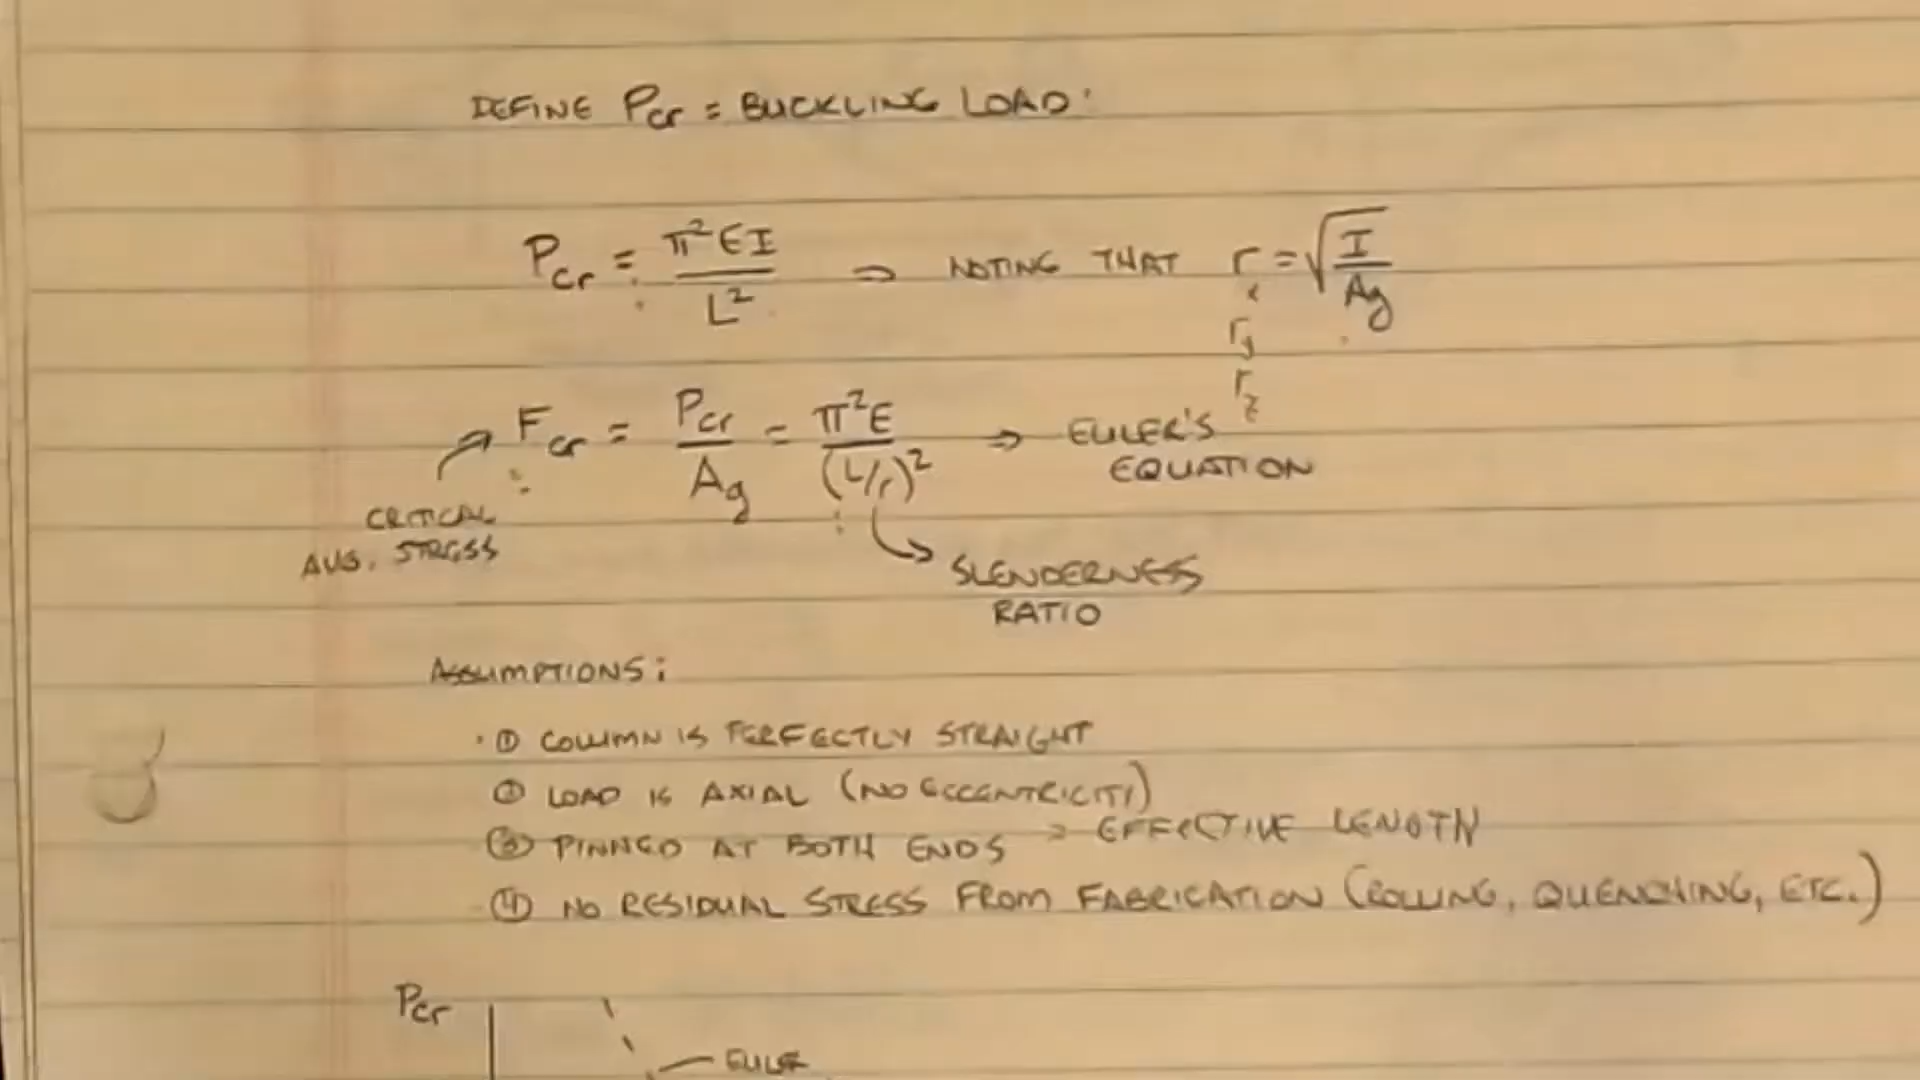 DEFINE Pcr = BUCKLING LOAD:
Pcr = π²EI / L² ⇒ NOTING THAT r = √(I / Ag)
rx
ry
rz
Fcr = Pcr / Ag = π²E / (L/r)² ⇒ EULER'S
EQUATION
CRITICAL
AVG. STRESS
SLENDERNESS
RATIO
ASSUMPTIONS:
① COLUMN IS PERFECTLY STRAIGHT
② LOAD IS AXIAL (NO ECCENTRICITY)
③ PINNED AT BOTH ENDS > EFFECTIVE LENGTH
④ NO RESIDUAL STRESS FROM FABRICATION (ROLLING, QUENCHING, ETC.)
Pcr
EULER